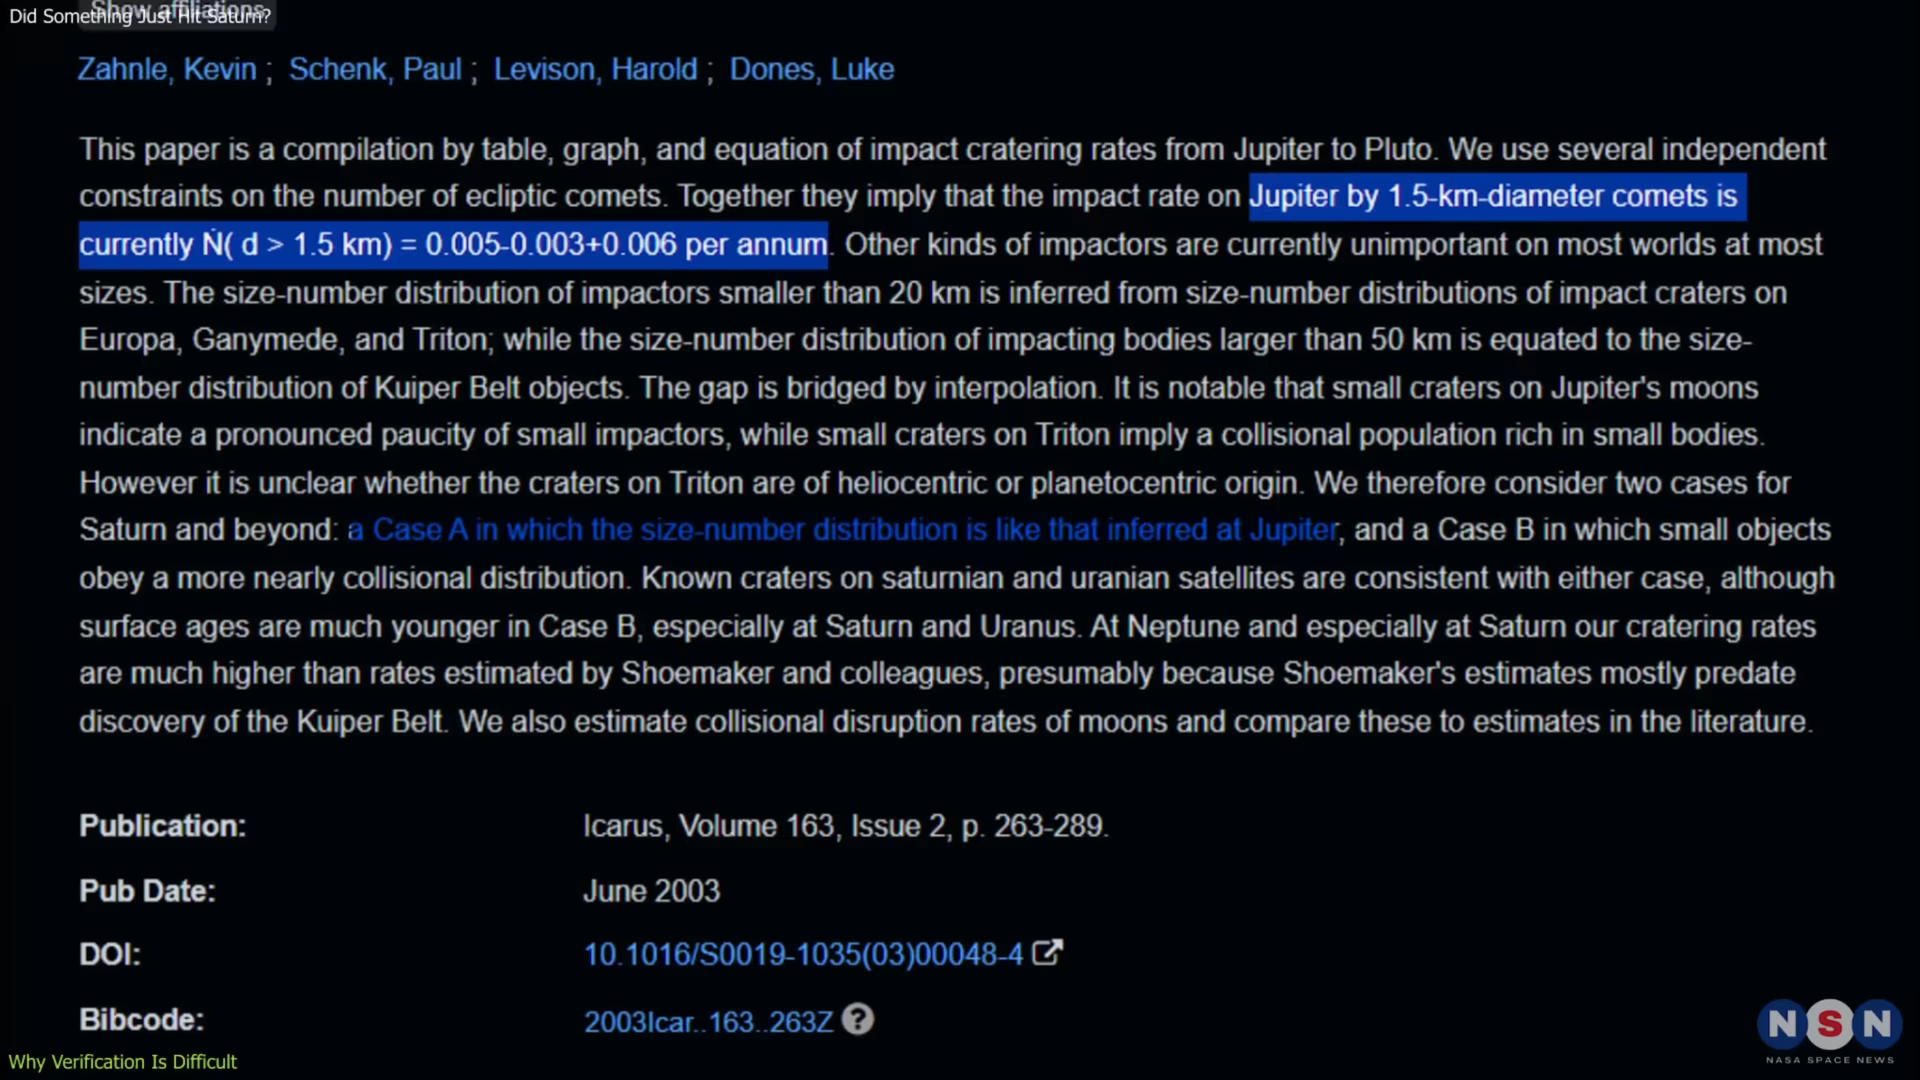 Show affiliations
Did Something Just Hit Saturn?
Zahnle, Kevin ; Schenk, Paul ; Levison, Harold ; Dones, Luke
This paper is a compilation by table, graph, and equation of impact cratering rates from Jupiter to Pluto. We use several independent
constraints on the number of ecliptic comets. Together they imply that the impact rate on Jupiter by 1.5-km-diameter comets is
currently Ṅ( d > 1.5 km) = 0.005-0.003+0.006 per annum. Other kinds of impactors are currently unimportant on most worlds at most
sizes. The size-number distribution of impactors smaller than 20 km is inferred from size-number distributions of impact craters on
Europa, Ganymede, and Triton; while the size-number distribution of impacting bodies larger than 50 km is equated to the size-
number distribution of Kuiper Belt objects. The gap is bridged by interpolation. It is notable that small craters on Jupiter's moons
indicate a pronounced paucity of small impactors, while small craters on Triton imply a collisional population rich in small bodies.
However it is unclear whether the craters on Triton are of heliocentric or planetocentric origin. We therefore consider two cases for
Saturn and beyond: a Case A in which the size-number distribution is like that inferred at Jupiter, and a Case B in which small objects
obey a more nearly collisional distribution. Known craters on saturnian and uranian satellites are consistent with either case, although
surface ages are much younger in Case B, especially at Saturn and Uranus. At Neptune and especially at Saturn our cratering rates
are much higher than rates estimated by Shoemaker and colleagues, presumably because Shoemaker's estimates mostly predate
discovery of the Kuiper Belt. We also estimate collisional disruption rates of moons and compare these to estimates in the literature.
Publication: Icarus, Volume 163, Issue 2, p. 263-289.
Pub Date: June 2003
DOI: 10.1016/S0019-1035(03)00048-4
Bibcode: 2003Icar..163..263Z ?
NSN
NASA SPACE NEWS
Why Verification Is Difficult